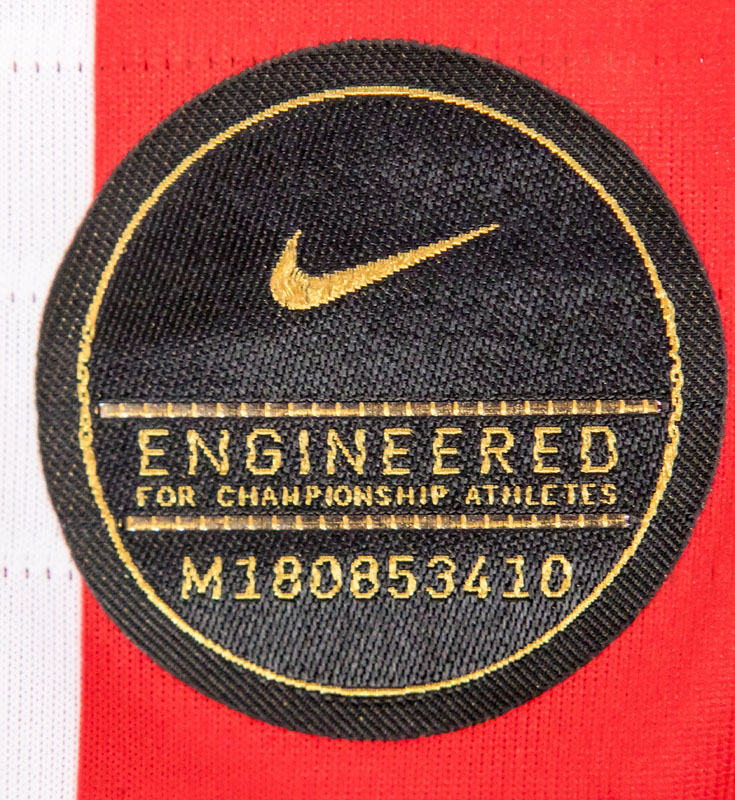 ENGINEERED
FOR CHAMPIONSHIP ATHLETES
M180853410